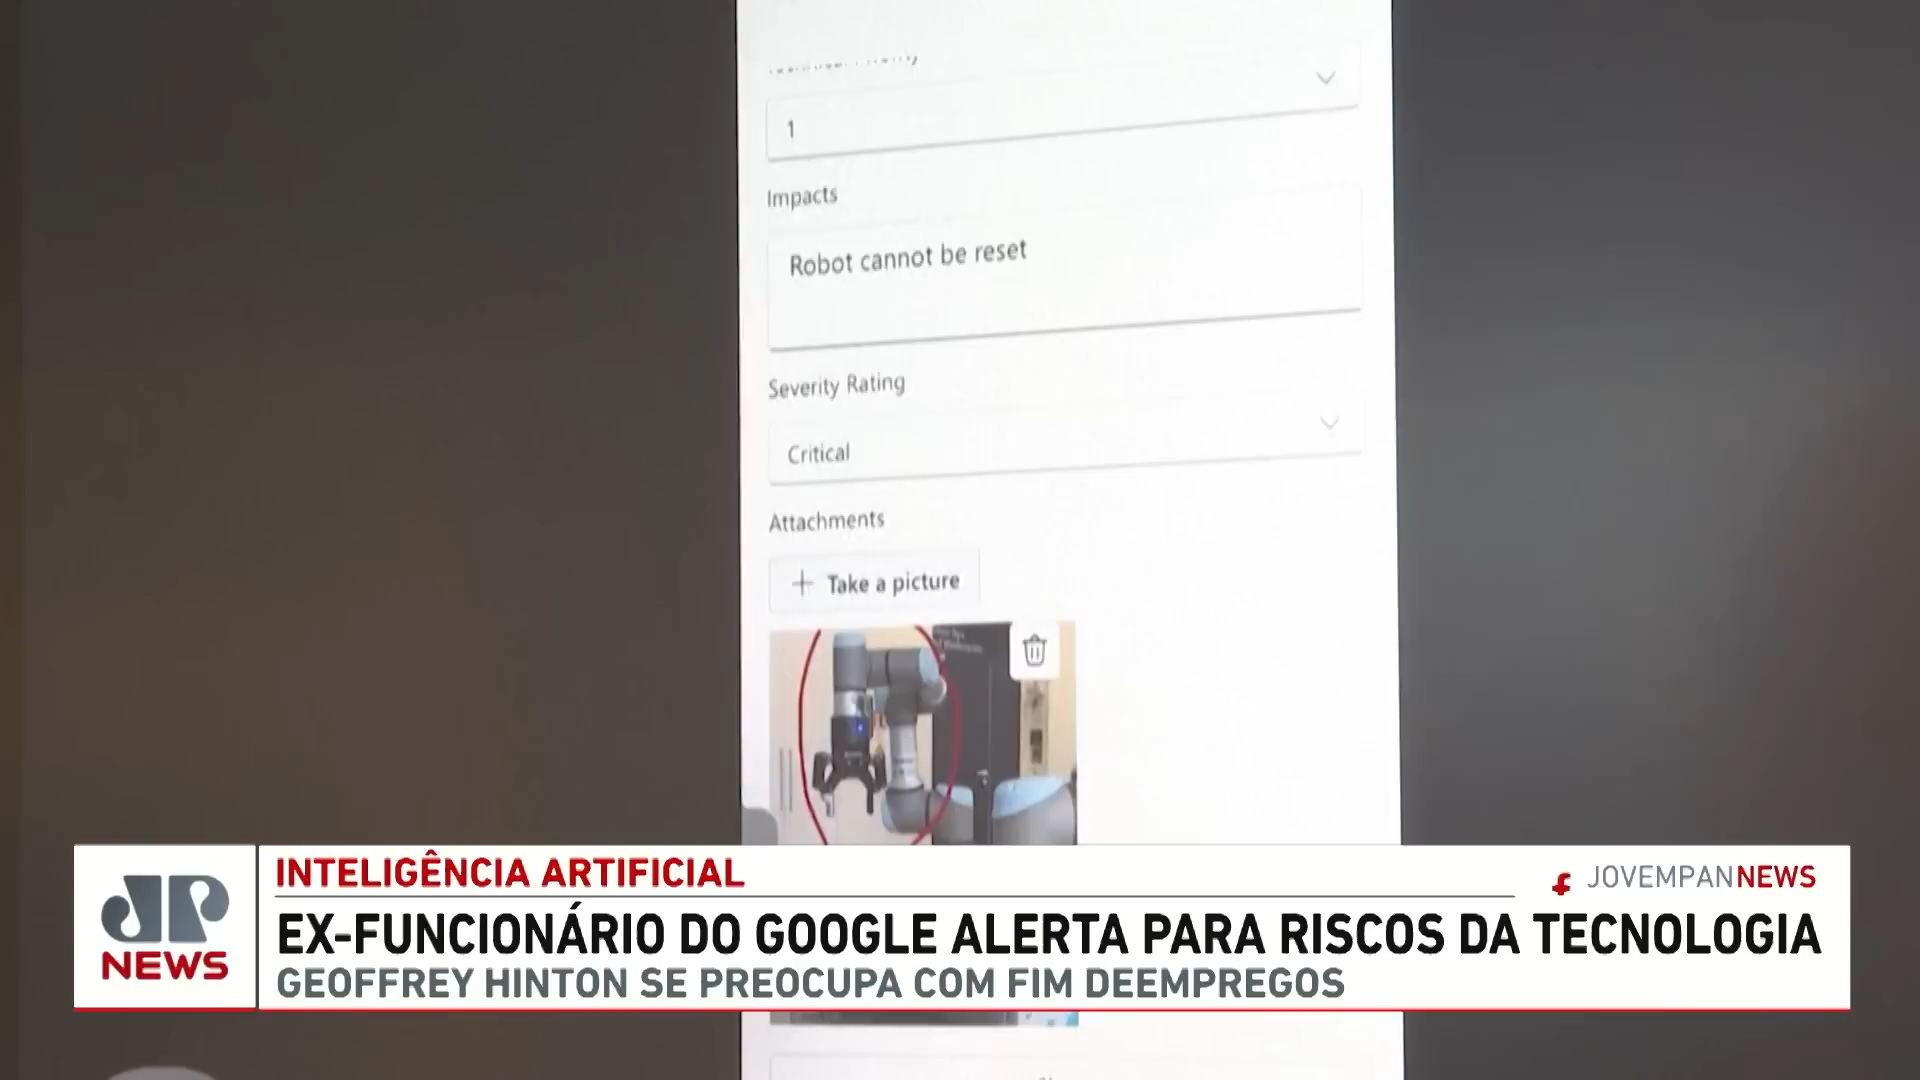 1
Impacts
Robot cannot be reset
Severity Rating
Critical
Attachments
+ Take a picture
INTELIGÊNCIA ARTIFICIAL
JOVEMPANNEWS
JP
NEWS
EX-FUNCIONÁRIO DO GOOGLE ALERTA PARA RISCOS DA TECNOLOGIA
GEOFFREY HINTON SE PREOCUPA COM FIM DEEMPREGOS